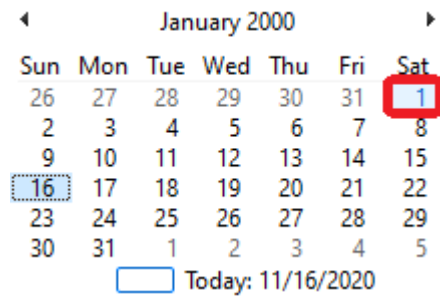 January 2000
Sun Mon Tue Wed Thu Fri Sat
26 27 28 29 30 31 1
2 3 4 5 6 7 8
9 10 11 12 13 14 15
16 17 18 19 20 21 22
23 24 25 26 27 28 29
30 31 1 2 3 4 5
Today: 11/16/2020